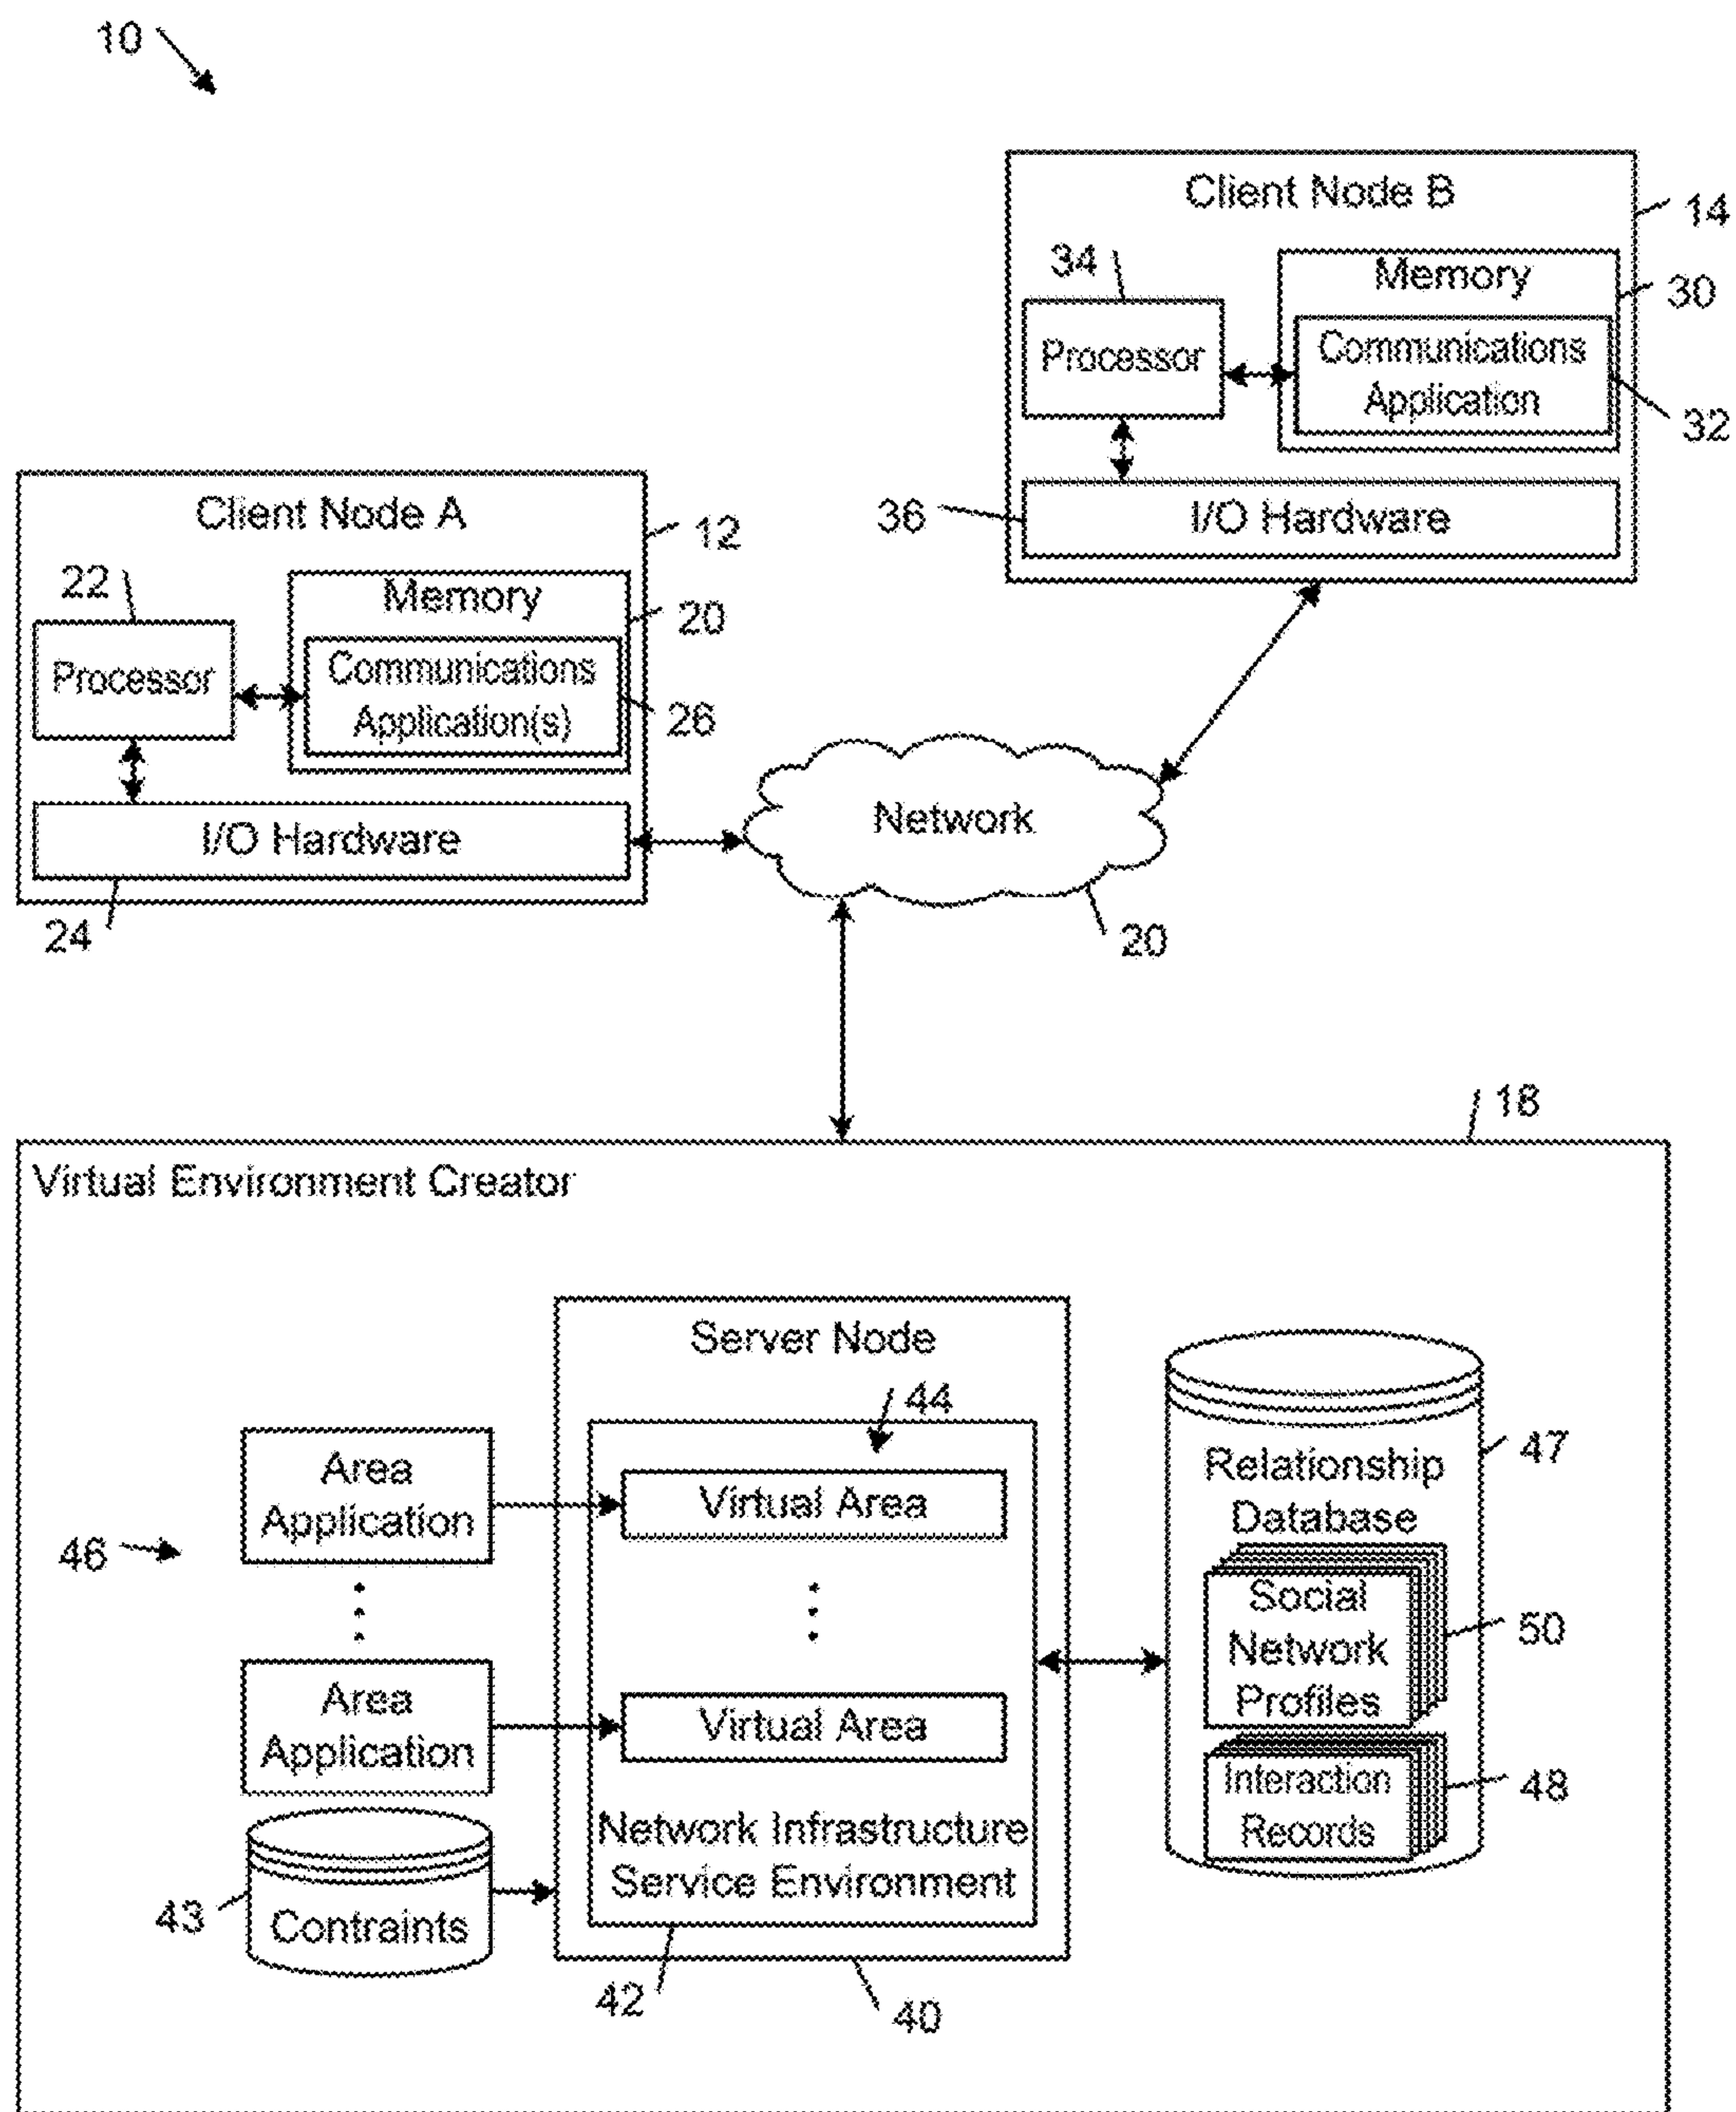 10
Client Node B
14
34
Memory
30
Processor
Communications
Application
32
36
I/O Hardware
Client Node A
12
22
Memory
20
Processor
Communications
Application(s)
26
I/O Hardware
24
Network
20
18
Virtual Environment Creator
Server Node
44
Area
Application
Virtual Area
46
Area
Application
Virtual Area
Network Infrastructure
Service Environment
43
Contraints
42
40
Relationship
Database
47
Social
Network
Profiles
50
Interaction
Records
48